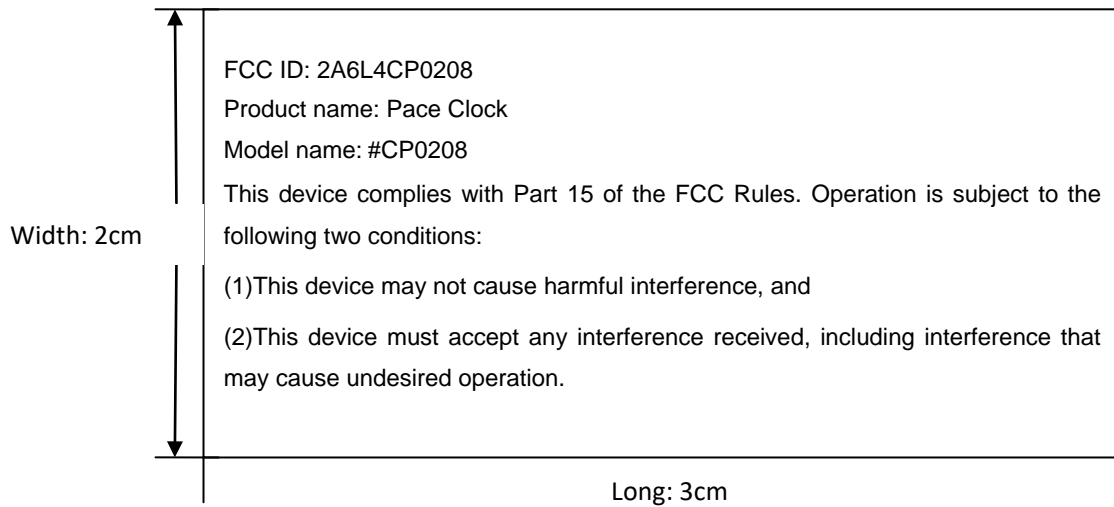 FCC ID: 2A6L4CP0208
Product name: Pace Clock
Model name: #CP0208
This device complies with Part 15 of the FCC Rules. Operation is subject to the
following two conditions:
(1)This device may not cause harmful interference, and
(2)This device must accept any interference received, including interference that
may cause undesired operation.
Width: 2cm
Long: 3cm